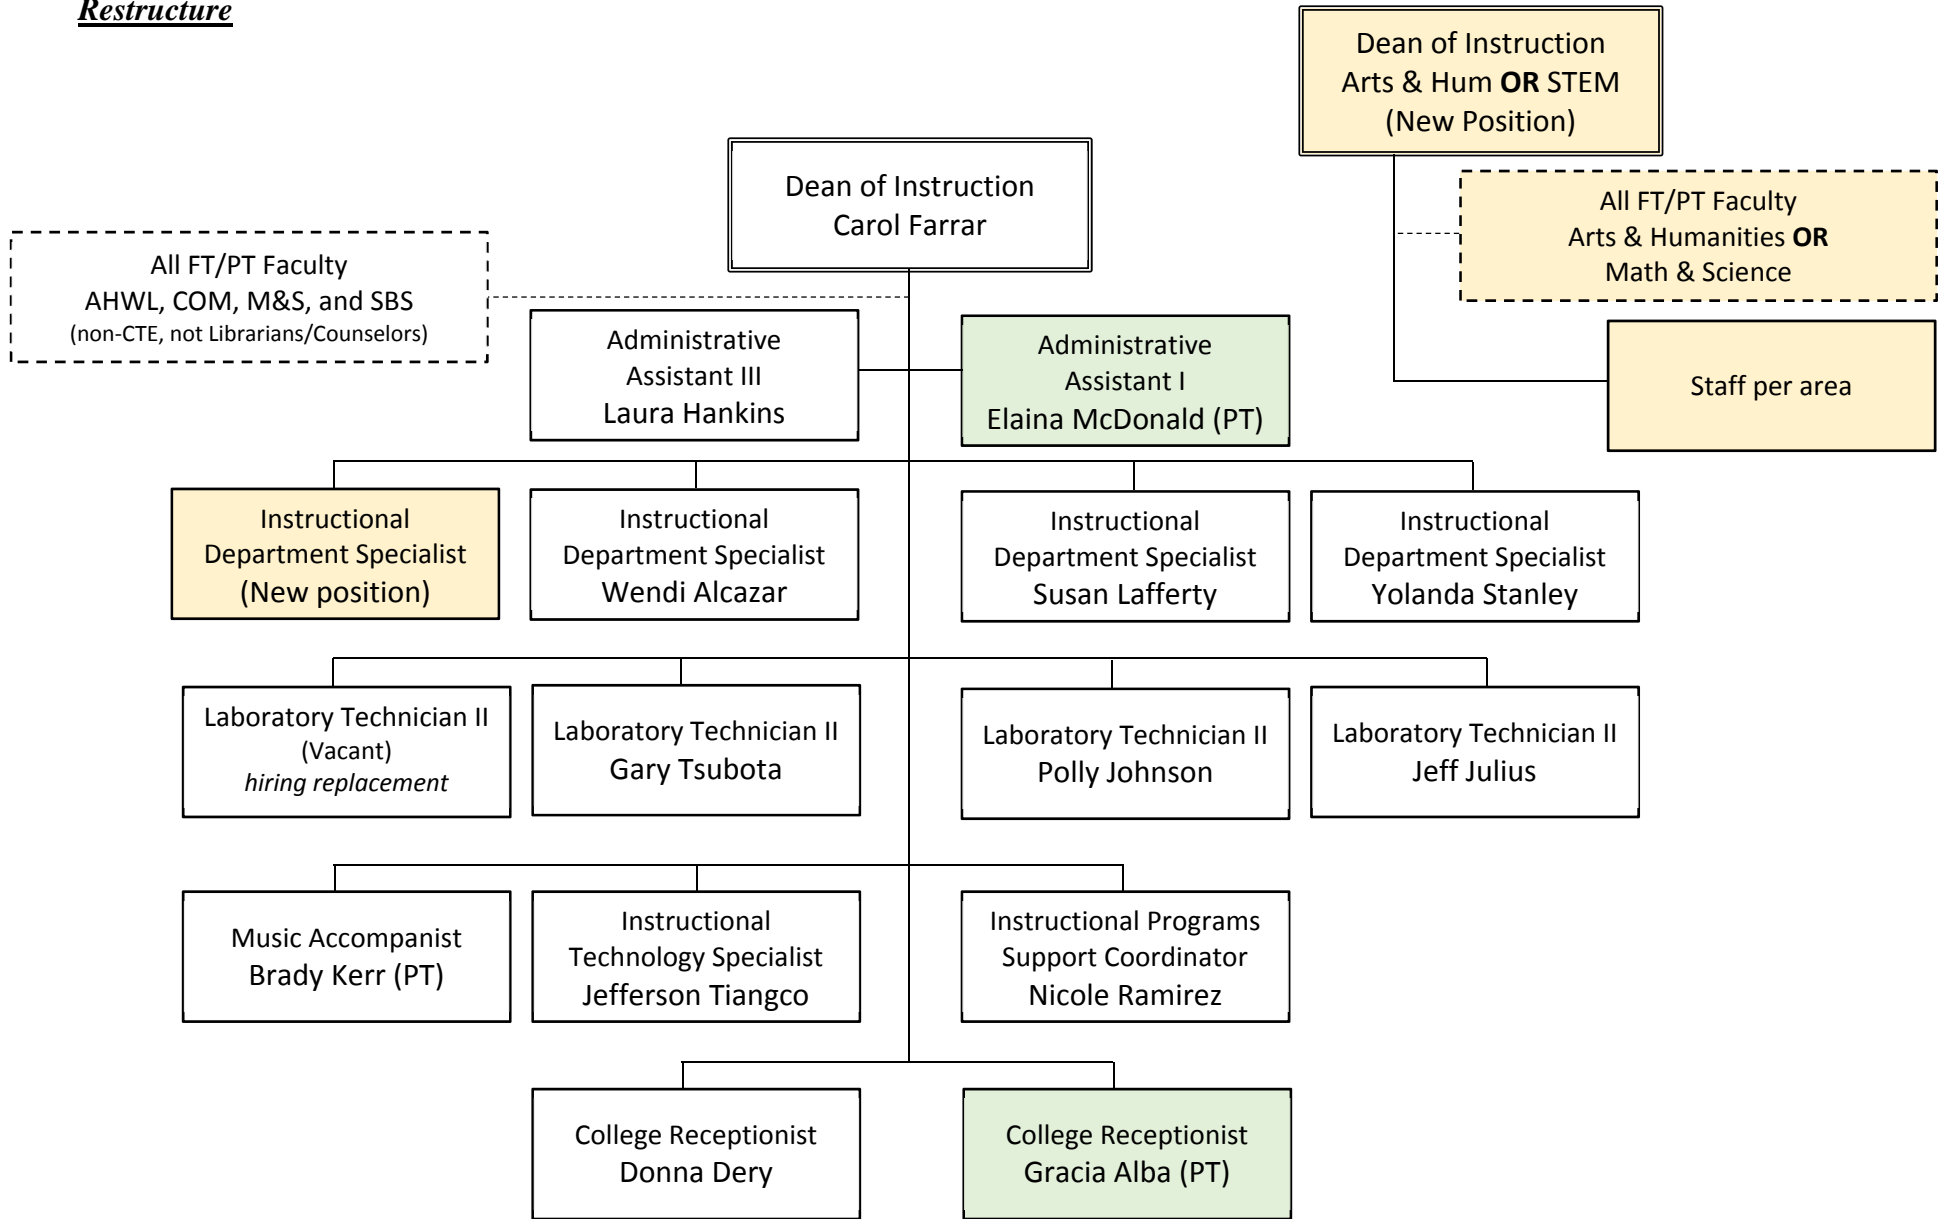 Restructure
Dean of Instruction
Arts & Hum OR STEM
(New Position)
All FT/PT Faculty
Arts & Humanities OR
Math & Science
Staff per area
Dean of Instruction
Carol Farrar
All FT/PT Faculty
AHWL, COM, M&S, and SBS
(non-CTE, not Librarians/Counselors)
Administrative
Assistant III
Laura Hankins
Administrative
Assistant I
Elaina McDonald (PT)
Instructional
Department Specialist
(New position)
Instructional
Department Specialist
Wendi Alcazar
Instructional
Department Specialist
Susan Lafferty
Instructional
Department Specialist
Yolanda Stanley
Laboratory Technician II
(Vacant)
hiring replacement
Laboratory Technician II
Gary Tsubota
Laboratory Technician II
Polly Johnson
Laboratory Technician II
Jeff Julius
Music Accompanist
Brady Kerr (PT)
Instructional
Technology Specialist
Jefferson Tiangco
Instructional Programs
Support Coordinator
Nicole Ramirez
College Receptionist
Donna Dery
College Receptionist
Gracia Alba (PT)